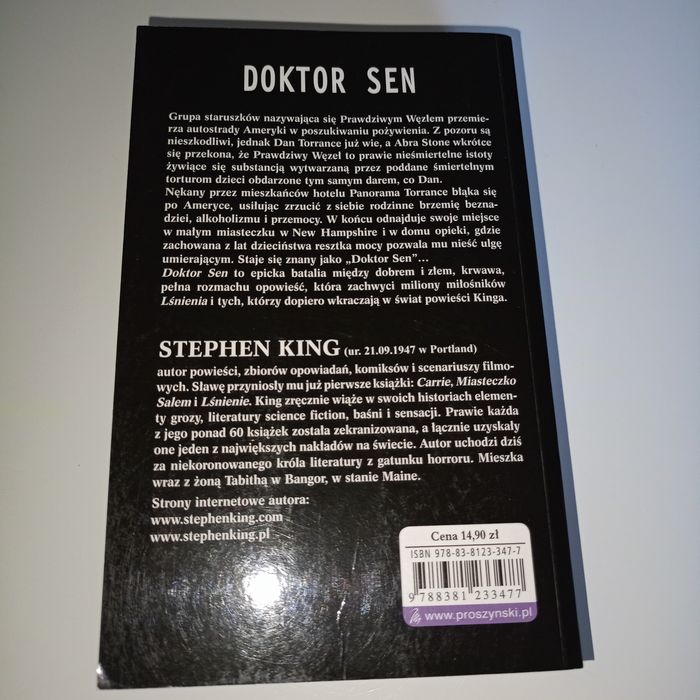 DOKTOR SEN
Grupa staruszków nazywająca się Prawdziwym Węzłem przemie-
rza autostrady Ameryki w poszukiwaniu pożywienia. Z pozoru są
nieszkodliwi, jednak Dan Torrance już wie, a Abra Stone wkrótce
się przekona, że Prawdziwy Węzeł to prawie nieśmiertelne istoty
żywiące się substancją wytwarzaną przez poddane śmiertelnym
torturom dzieci obdarzone tym samym darem, co Dan.
Nękany przez mieszkańców hotelu Panorama Torrance błąka się
po Ameryce, usiłując zrzucić z siebie rodzinne brzemię bezna-
dziei, alkoholizmu i przemocy. W końcu odnajduje swoje miejsce
w małym miasteczku w New Hampshire i w domu opieki, gdzie
zachowana z lat dzieciństwa resztka mocy pozwala mu nieść ulgę
umierającym. Staje się znany jako „Doktor Sen”...
Doktor Sen to epicka batalia między dobrem i złem, krwawa,
pełna rozmachu opowieść, która zachwyci miliony miłośników
Lśnienia i tych, którzy dopiero wkraczają w świat powieści Kinga.
STEPHEN KING (ur. 21.09.1947 w Portland)
autor powieści, zbiorów opowiadań, komiksów i scenariuszy filmo-
wych. Sławę przyniosły mu już pierwsze książki: Carrie, Miasteczko
Salem i Lśnienie. King zręcznie wiąże w swoich historiach elemen-
ty grozy, literatury science fiction, baśni i sensacji. Prawie każda
z jego ponad 60 książek została zekranizowana, a łącznie uzyskały
one jeden z największych nakładów na świecie. Autor uchodzi dziś
za niekoronowanego króla literatury z gatunku horroru. Mieszka
wraz z żoną Tabithą w Bangor, w stanie Maine.
Strony internetowe autora:
www.stephenking.com
www.stephenking.pl
Cena 14,90 zł
ISBN 978-83-8123-347-7
9 788381 233477
www.proszynski.pl